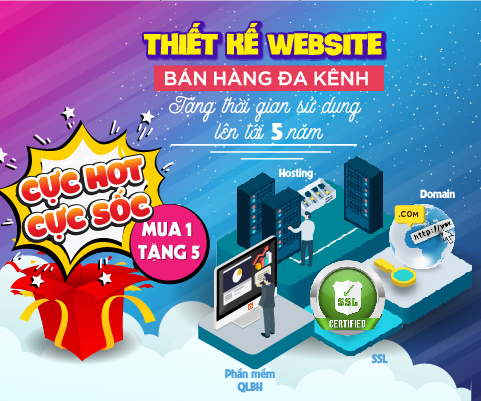 THIẾT KẾ WEBSITE
BÁN HÀNG ĐA KÊNH
Tặng thời gian sử dụng
lên tới 5 năm
CỰC HOT
CỰC SỐC
MUA 1
TẶNG 5
Hosting
Domain
.COM
http://ww
SSL
CERTIFIED
SSL
Phần mềm
QLBH